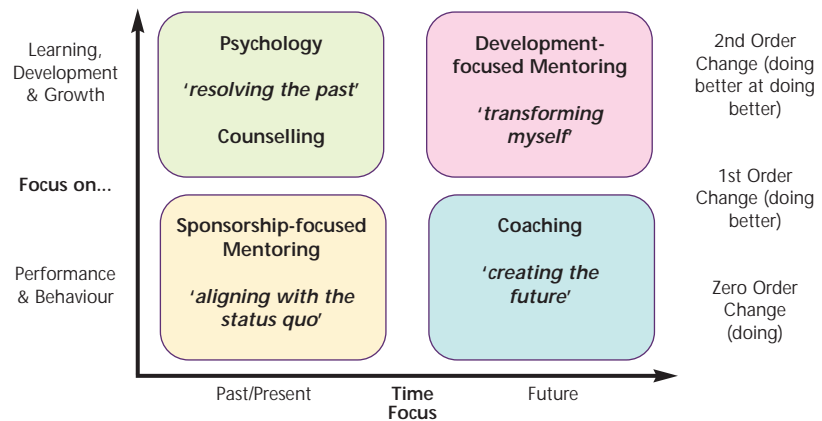 Learning,
Development
& Growth
Focus on...
Performance
& Behaviour
Psychology
‘resolving the past’
Counselling
Development-
focused Mentoring
‘transforming
myself’
Sponsorship-focused
Mentoring
‘aligning with the
status quo’
Coaching
‘creating the
future’
2nd Order
Change (doing
better at doing
better)
1st Order
Change (doing
better)
Zero Order
Change
(doing)
Past/Present
Time
Focus
Future